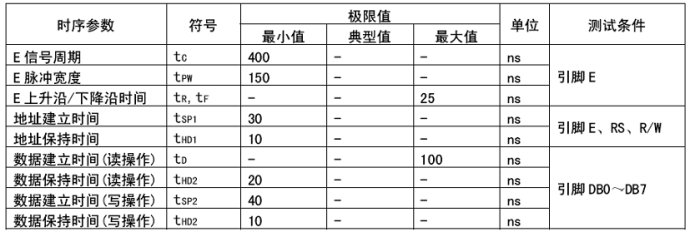 时序参数 符号 极限值 单位 测试条件
最小值 典型值 最大值
E 信号周期 tC 400 － － ns 引脚 E
E 脉冲宽度 tPW 150 － － ns
E 上升沿/下降沿时间 tR, tF － － 25 ns
地址建立时间 tSP1 30 － － ns 引脚 E、RS、R/W
地址保持时间 tHD1 10 － － ns
数据建立时间(读操作) tD － － 100 ns 引脚 DB0～DB7
数据保持时间(读操作) tHD2 20 － － ns
数据建立时间(写操作) tSP2 40 － － ns
数据保持时间(写操作) tHD2 10 － － ns